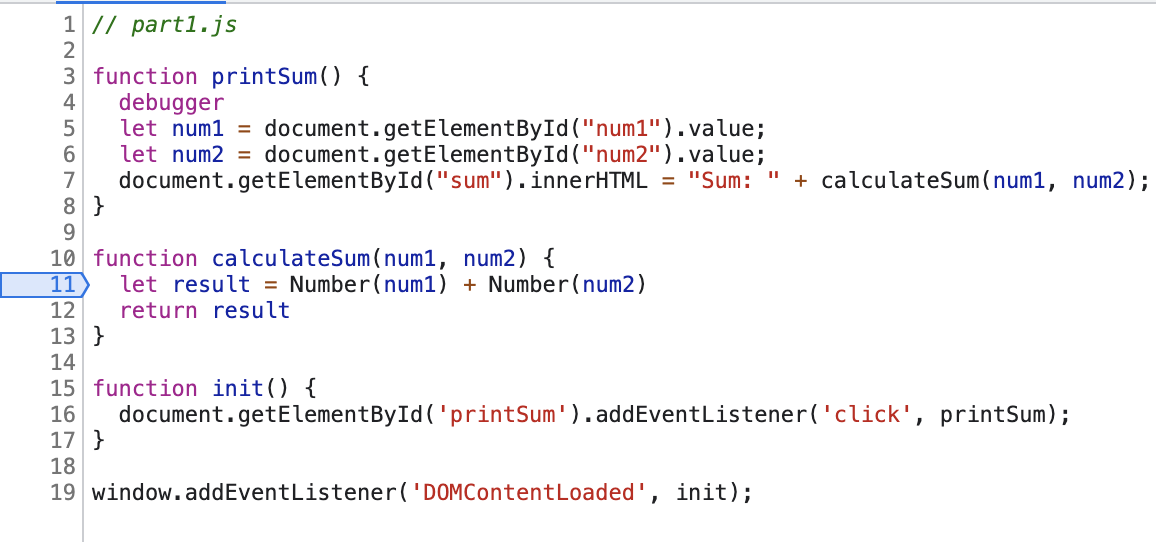 1 // part1.js
2
3 function printSum() {
4   debugger
5   let num1 = document.getElementById("num1").value;
6   let num2 = document.getElementById("num2").value;
7   document.getElementById("sum").innerHTML = "Sum: " + calculateSum(num1, num2);
8 }
9
10 function calculateSum(num1, num2) {
11   let result = Number(num1) + Number(num2)
12   return result
13 }
14
15 function init() {
16   document.getElementById('printSum').addEventListener('click', printSum);
17 }
18
19 window.addEventListener('DOMContentLoaded', init);